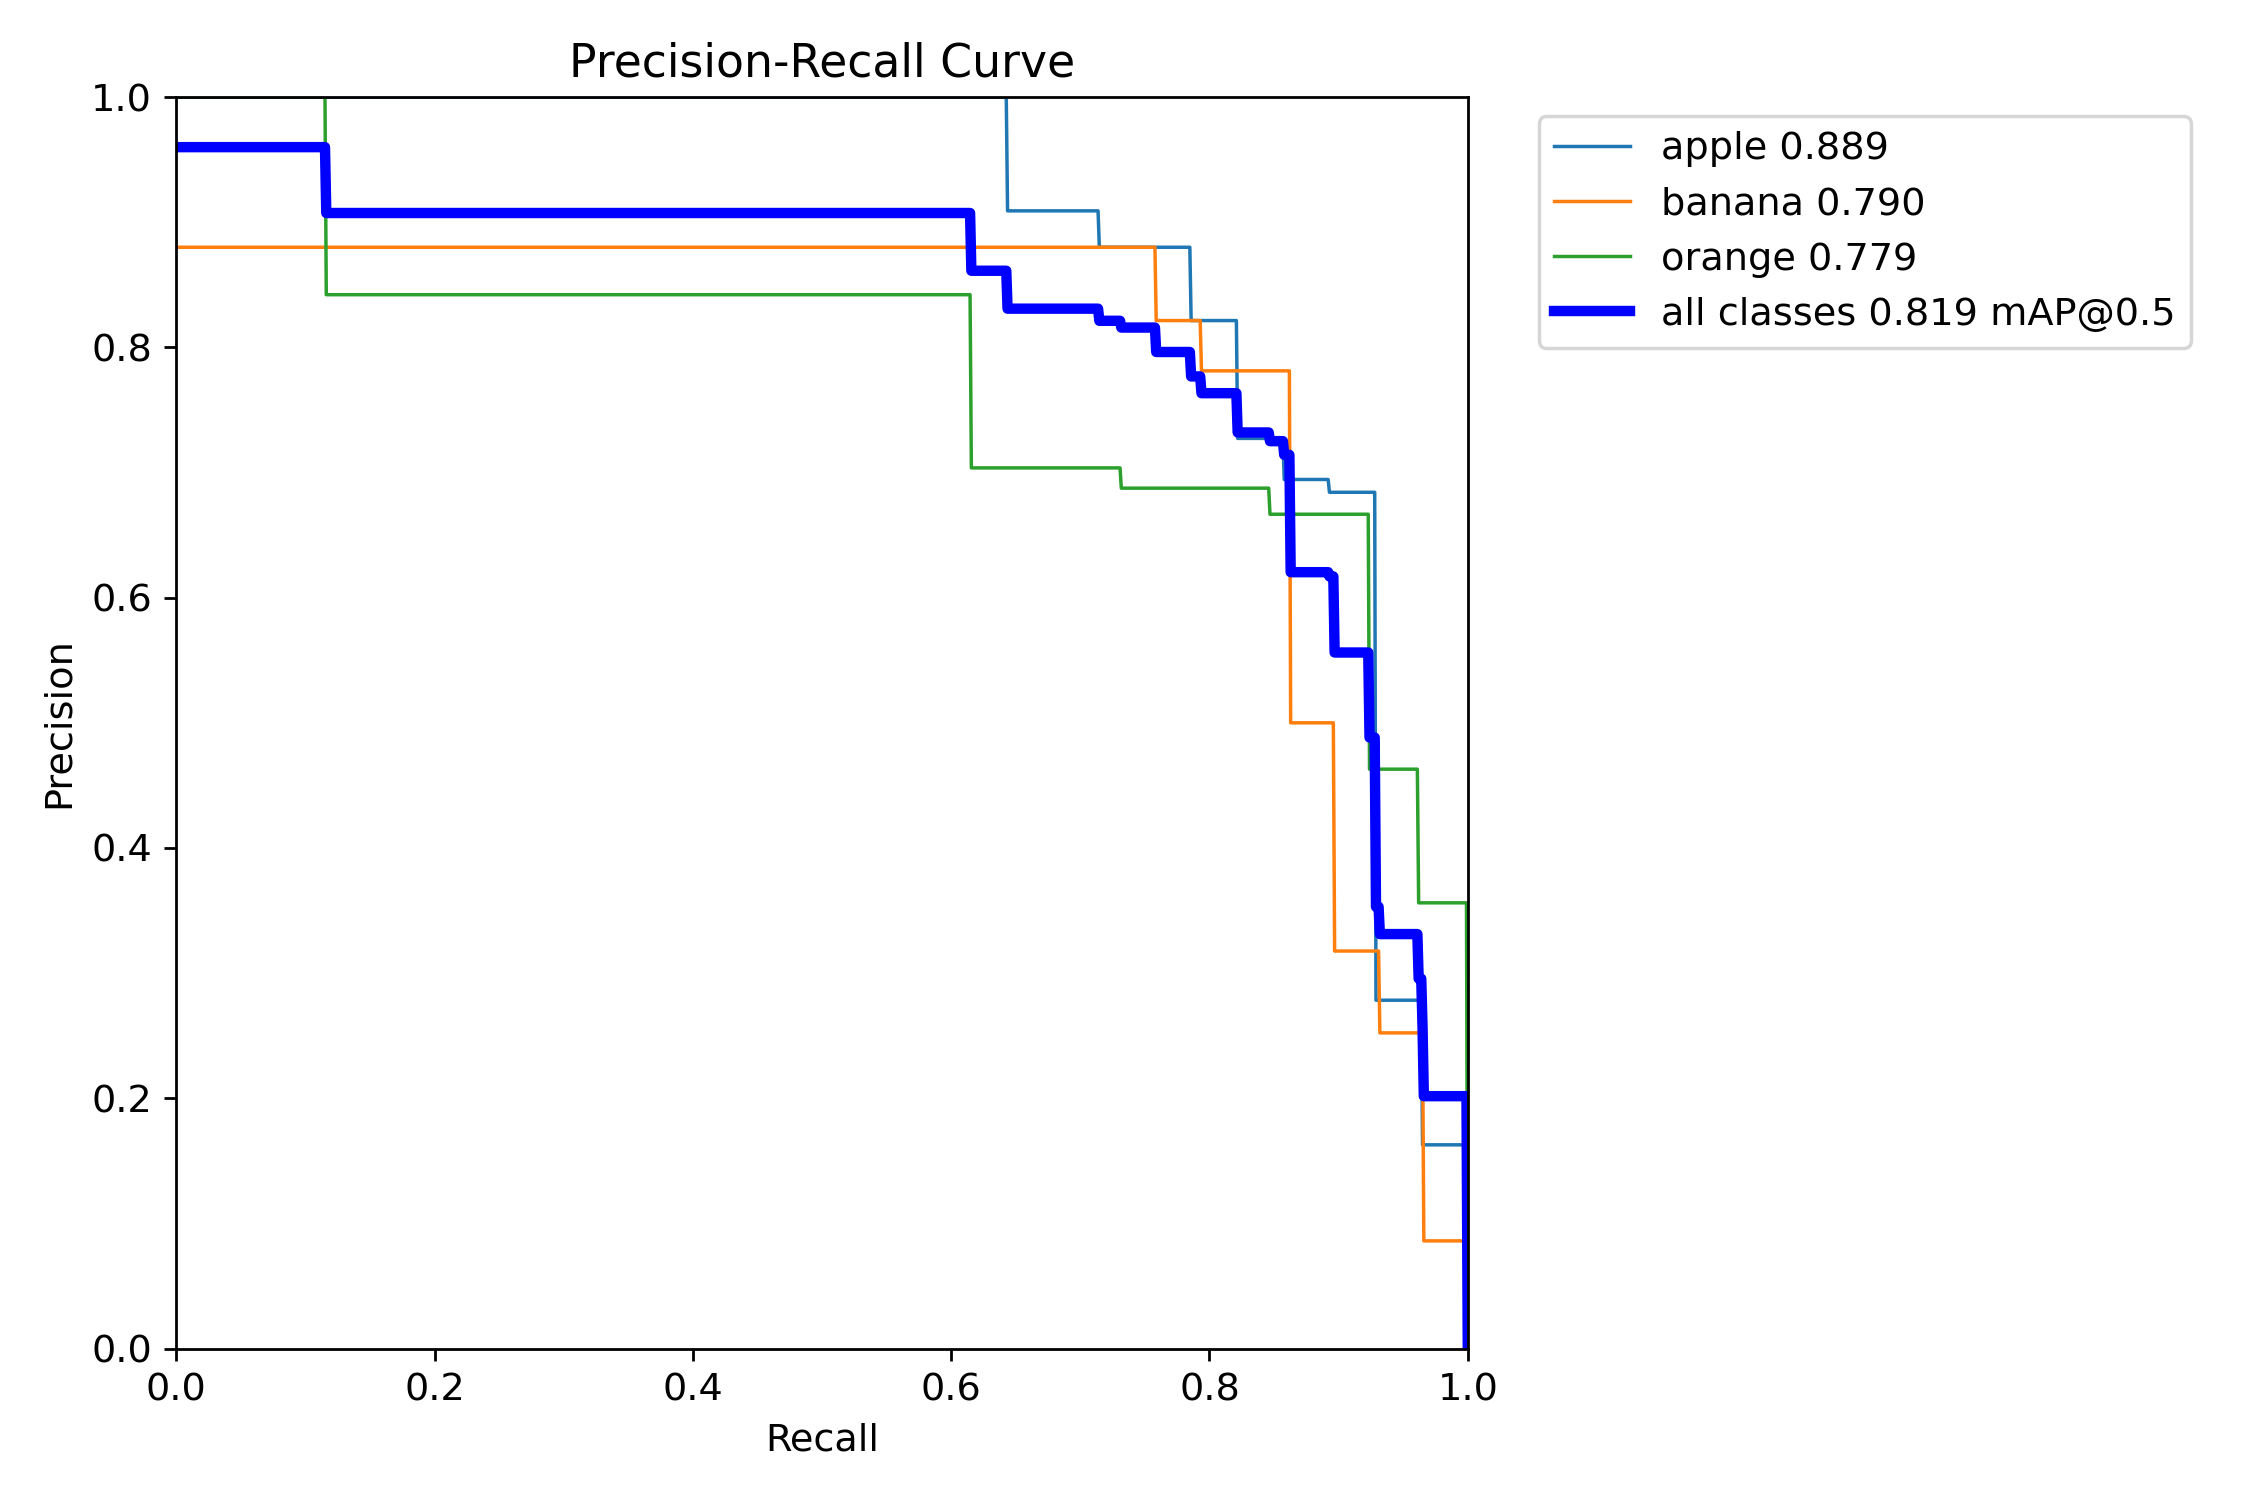 Precision-Recall Curve
1.0
0.8
0.6
0.4
0.2
0.0
Precision
0.0 0.2 0.4 0.6 0.8 1.0
Recall
apple 0.889
banana 0.790
orange 0.779
all classes 0.819 mAP@0.5